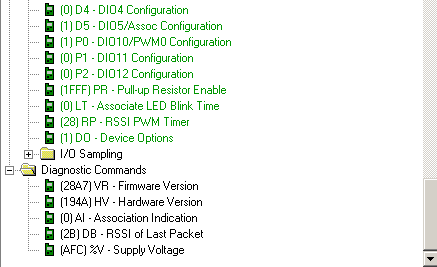 (0) D4 - DIO4 Configuration
(1) D5 - DIO5/Assoc Configuration
(1) P0 - DIO10/PWM0 Configuration
(0) P1 - DIO11 Configuration
(0) P2 - DIO12 Configuration
(1FFF) PR - Pull-up Resistor Enable
(0) LT - Associate LED Blink Time
(28) RP - RSSI PWM Timer
(1) DO - Device Options
I/O Sampling
Diagnostic Commands
(28A7) VR - Firmware Version
(194A) HV - Hardware Version
(0) AI - Association Indication
(2B) DB - RSSI of Last Packet
(AFC) %V - Supply Voltage